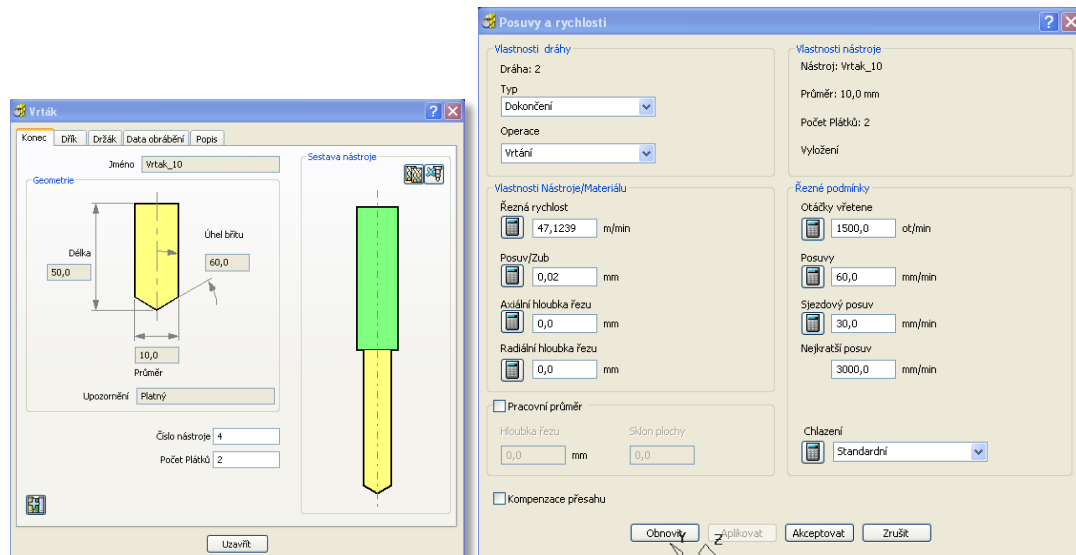 Vrták
Konec Dřík Držák Data obrábění Popis
Jméno Vrtak_10
Geometrie
Délka
50,0
Úhel břitu
60,0
10,0
Průměr
Upozornění Platný
Číslo nástroje 4
Počet Plátků 2
Sestava nástroje
Uzavřít
Posuvy a rychlosti
Vlastnosti dráhy
Dráha: 2
Typ
Dokončení
Operace
Vrtání
Vlastnosti nástroje
Nástroj: Vrtak_10
Průměr: 10,0 mm
Počet Plátků: 2
Vyložení
Vlastnosti Nástroje/Materiálu
Řezná rychlost
47,1239 m/min
Posuv/Zub
0,02 mm
Axiální hloubka řezu
0,0 mm
Radiální hloubka řezu
0,0 mm
Řezné podmínky
Otáčky vřetene
1500,0 ot/min
Posuvy
60,0 mm/min
Sjezdový posuv
30,0 mm/min
Nejkratší posuv
3000,0 mm/min
Pracovní průměr
Hloubka řezu Sklon plochy
0,0 mm 0,0
Chlazení
Standardní
Kompenzace přesahu
Obnovit Aplikovat Akceptovat Zrušit
Y Z